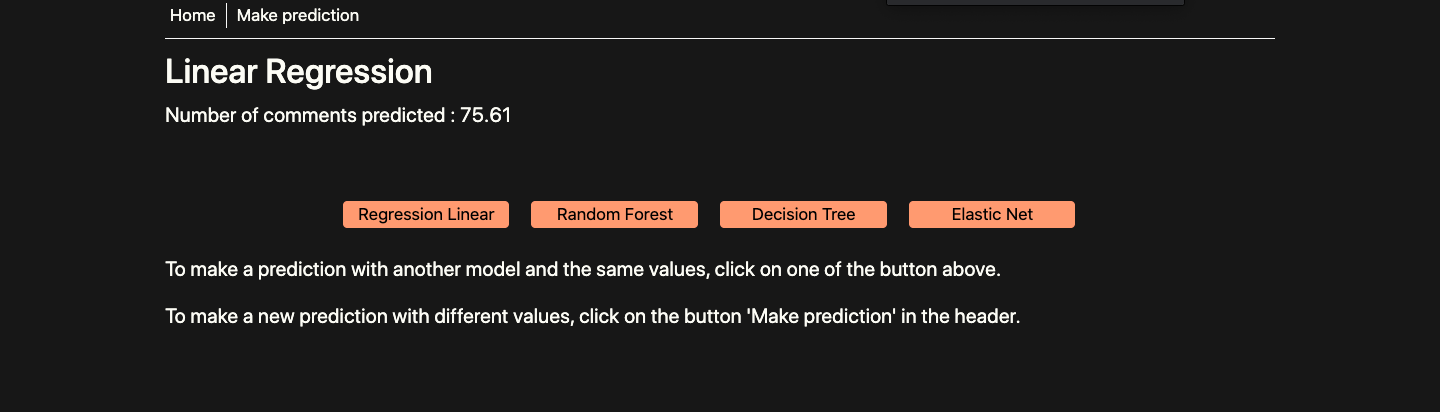 Home Make prediction
Linear Regression
Number of comments predicted : 75.61
Regression Linear Random Forest Decision Tree Elastic Net
To make a prediction with another model and the same values, click on one of the button above.
To make a new prediction with different values, click on the button 'Make prediction' in the header.